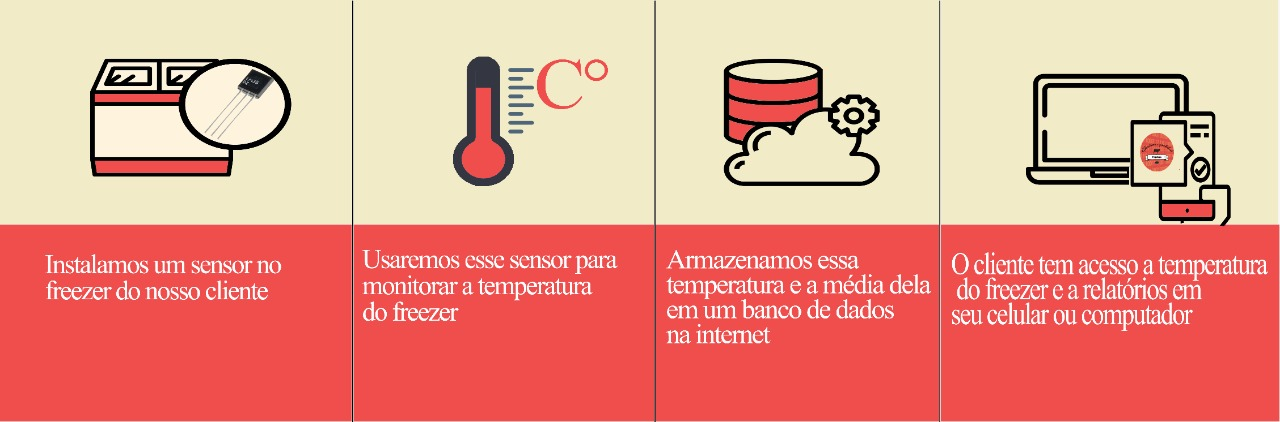 C°
Instalamos um sensor no
freezer do nosso cliente
Usaremos esse sensor para
monitorar a temperatura
do freezer
Armazenamos essa
temperatura e a média dela
em um banco de dados
na internet
O cliente tem acesso a temperatura
do freezer e a relatórios em
seu celular ou computador